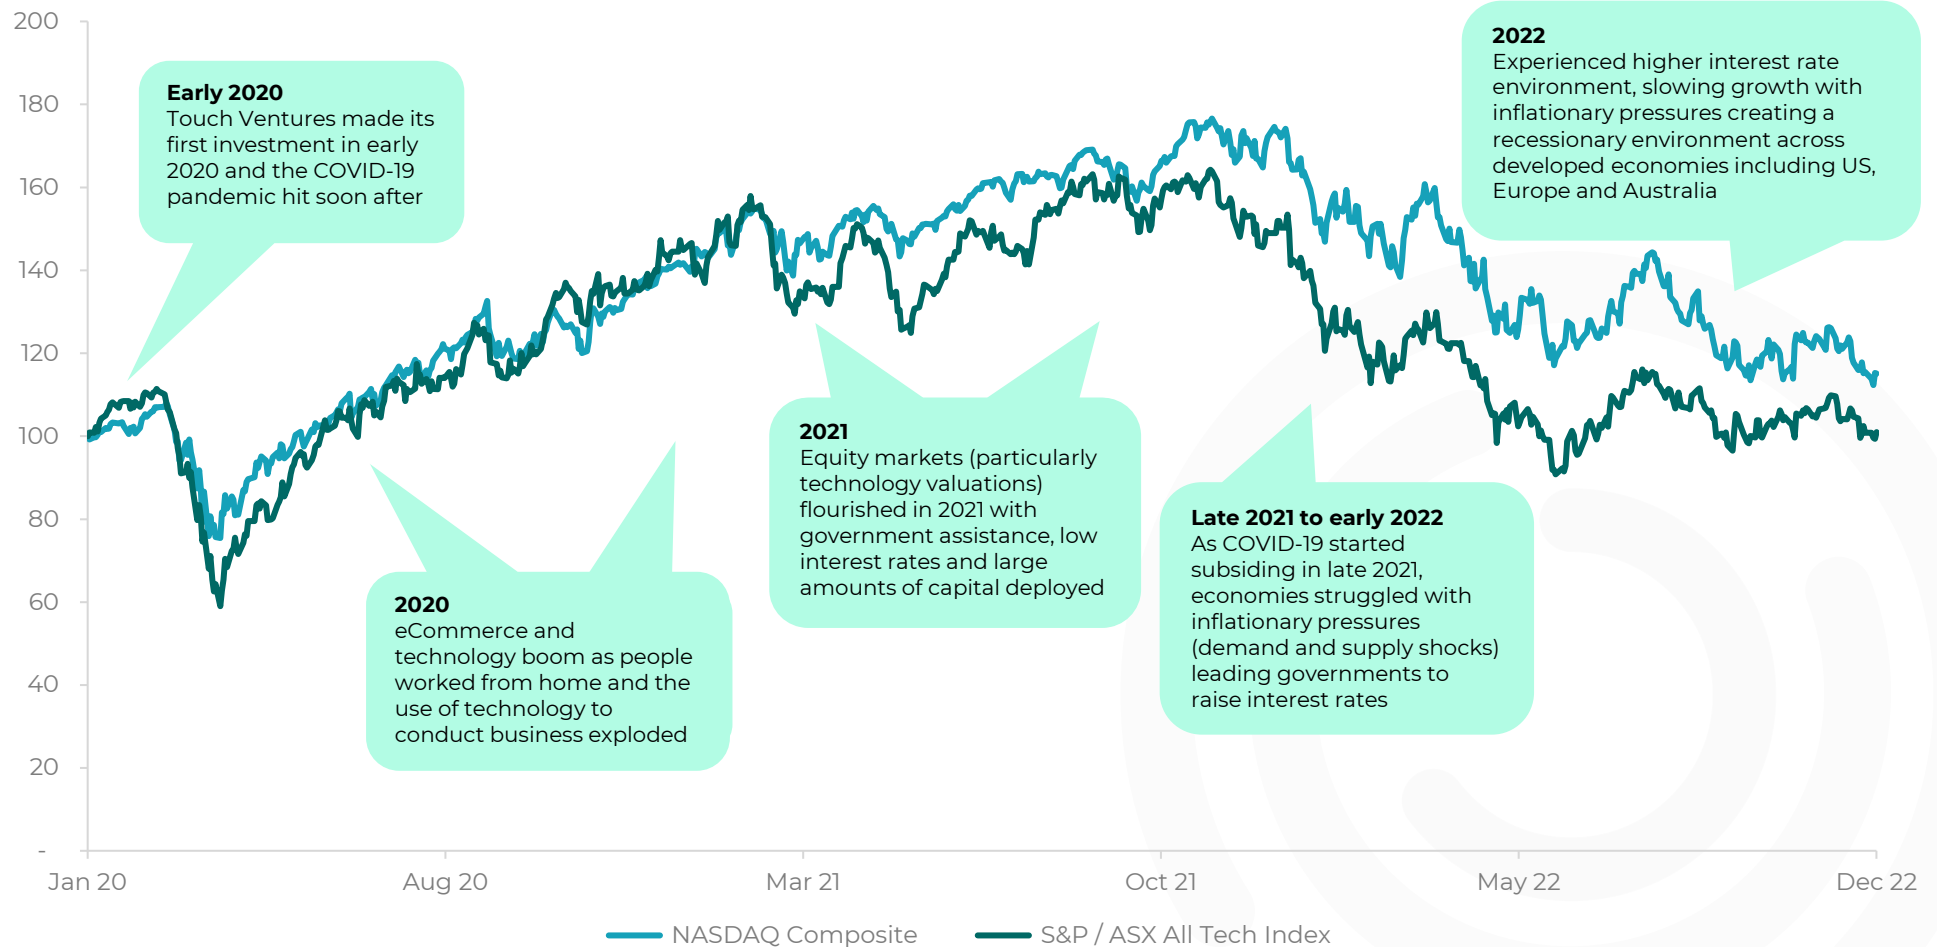 200
180
160
140
120
100
80
60
40
20
-
Early 2020
Touch Ventures made its
first investment in early
2020 and the COVID-19
pandemic hit soon after
2020
eCommerce and
technology boom as people
worked from home and the
use of technology to
conduct business exploded
2021
Equity markets (particularly
technology valuations)
flourished in 2021 with
government assistance, low
interest rates and large
amounts of capital deployed
Late 2021 to early 2022
As COVID-19 started
subsiding in late 2021,
economies struggled with
inflationary pressures
(demand and supply shocks)
leading governments to
raise interest rates
2022
Experienced higher interest rate
environment, slowing growth with
inflationary pressures creating a
recessionary environment across
developed economies including US,
Europe and Australia
Jan 20 Aug 20 Mar 21 Oct 21 May 22 Dec 22
NASDAQ Composite S&P / ASX All Tech Index